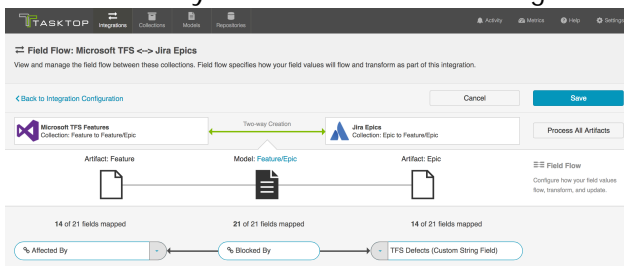 TASKTOP
Integrations
Collections
Models
Repositories
Activity
Metrics
Help
Settings
Field Flow: Microsoft TFS <--> Jira Epics
View and manage the field flow between these collections. Field flow specifies how your field values will flow and transform as part of this integration.
Back to Integration Configuration
Cancel
Save
Microsoft TFS Features
Collection: Feature to Feature/Epic
Two-way Creation
Jira Epics
Collection: Epic to Feature/Epic
Process All Artifacts
Artifact: Feature
Model: Feature/Epic
Artifact: Epic
Field Flow
Configure how your field values
flow, transform, and update.
14 of 21 fields mapped
21 of 21 fields mapped
14 of 21 fields mapped
Affected By
-
Blocked By
-
TFS Defects (Custom String Field)